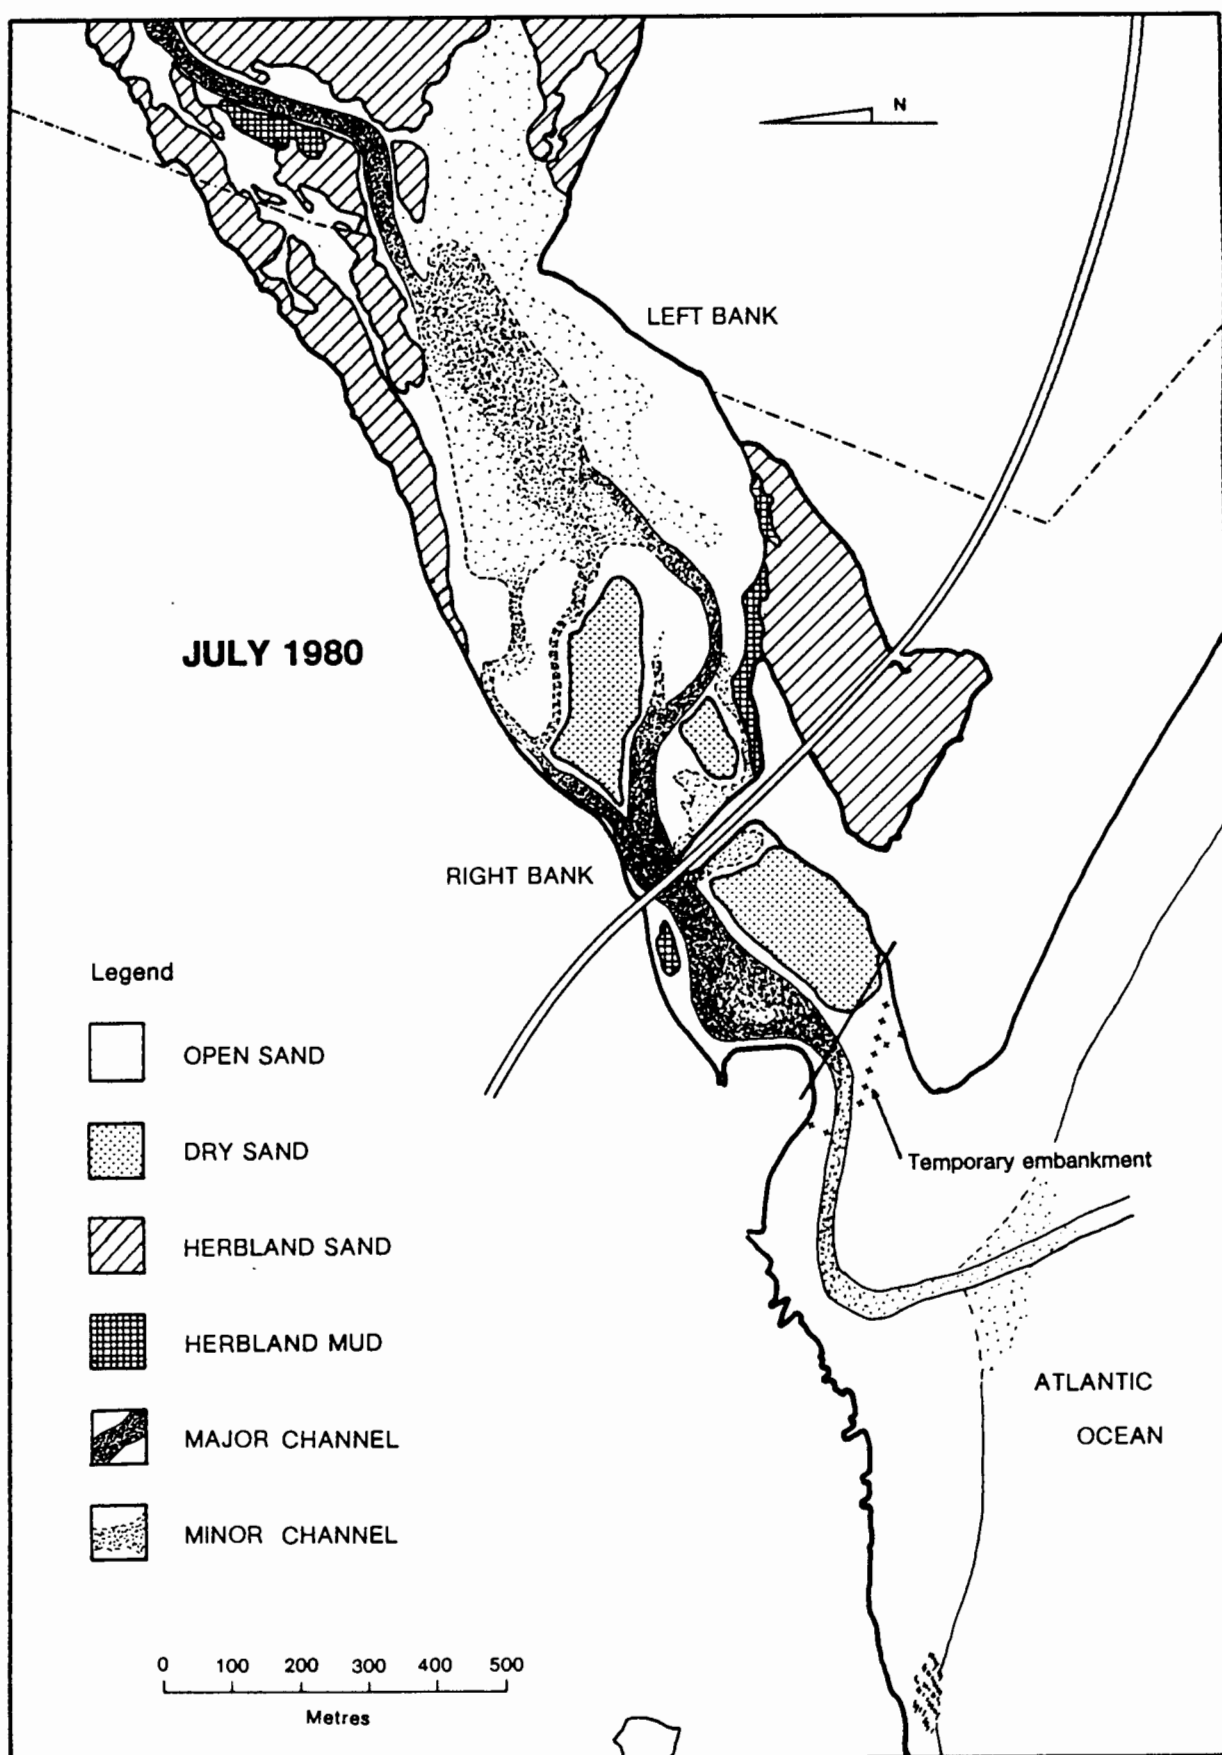 N
LEFT BANK
JULY 1980
RIGHT BANK
Legend
OPEN SAND
DRY SAND
HERBLAND SAND
HERBLAND MUD
MAJOR CHANNEL
MINOR CHANNEL
Temporary embankment
ATLANTIC
OCEAN
0 100 200 300 400 500
Metres